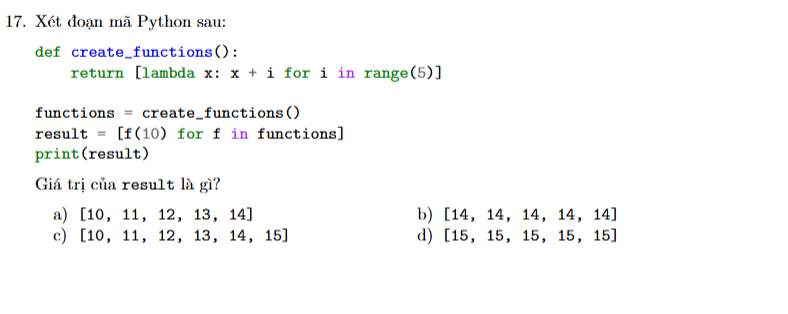 17. Xét đoạn mã Python sau:
def create_functions():
    return [lambda x: x + i for i in range(5)]
functions = create_functions()
result = [f(10) for f in functions]
print(result)
Giá trị của result là gì?
a) [10, 11, 12, 13, 14] b) [14, 14, 14, 14, 14]
c) [10, 11, 12, 13, 14, 15] d) [15, 15, 15, 15, 15]